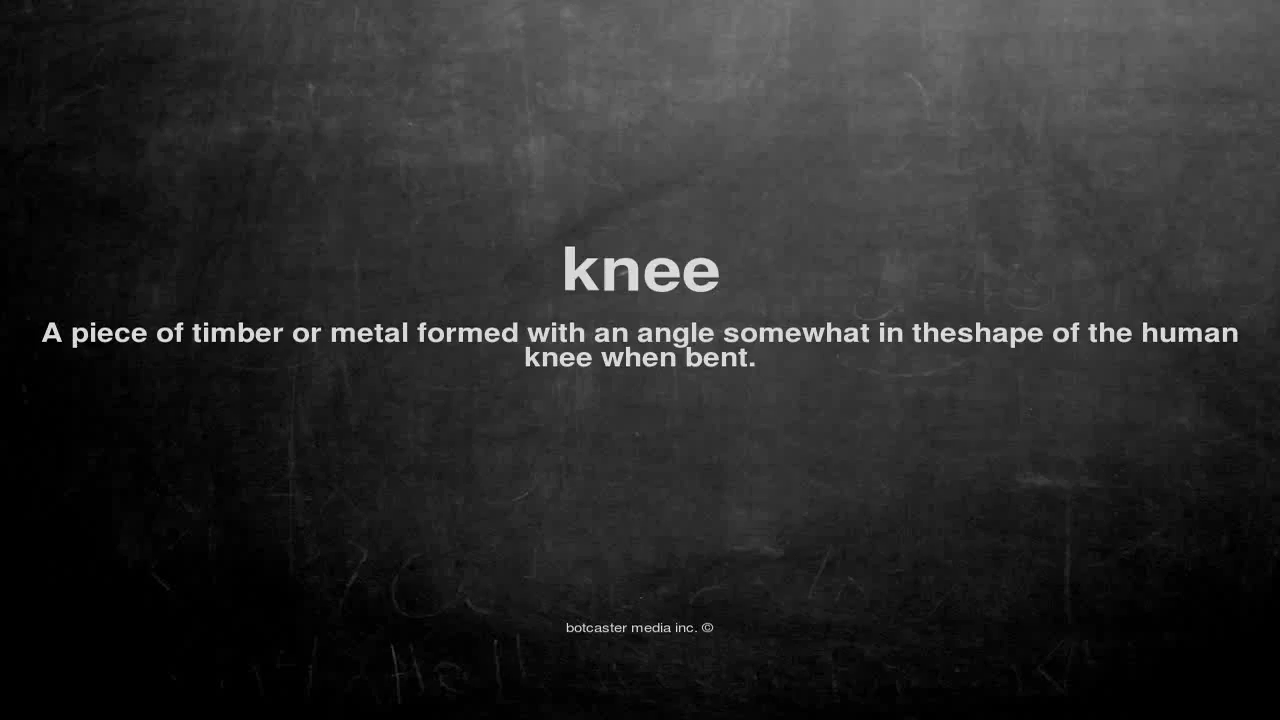 knee
A piece of timber or metal formed with an angle somewhat in theshape of the human
knee when bent.
botcaster media inc. ©